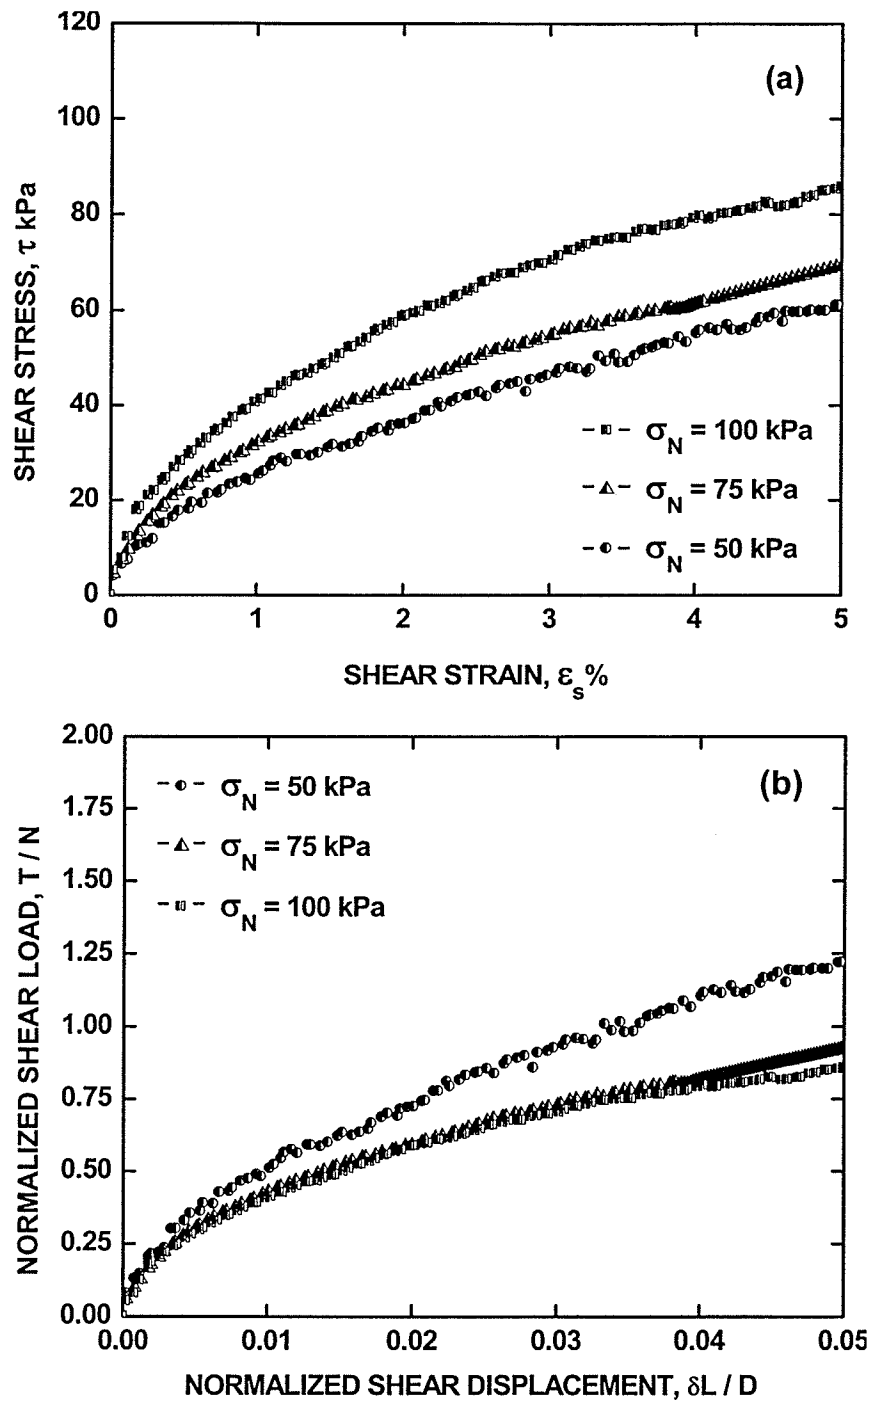 120
(a)
100
80
60
40
20
0
SHEAR STRESS, τ kPa
σN = 100 kPa
σN = 75 kPa
σN = 50 kPa
0 1 2 3 4 5
SHEAR STRAIN, εs%
2.00
(b)
1.75
1.50
1.25
1.00
0.75
0.50
0.25
0.00
NORMALIZED SHEAR LOAD, T / N
σN = 50 kPa
σN = 75 kPa
σN = 100 kPa
0.00 0.01 0.02 0.03 0.04 0.05
NORMALIZED SHEAR DISPLACEMENT, δL / D